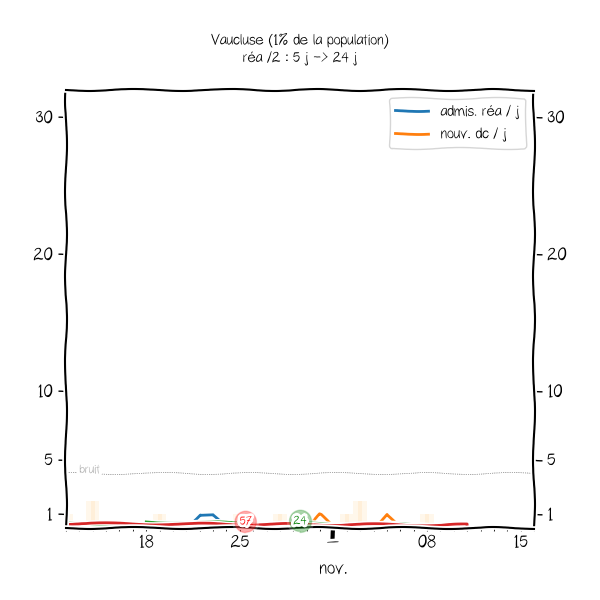 Vaucluse (1% de la population)
réa /2 : 5 j -> 24 j
admis. réa / j
nouv. dc / j
30
30
20
20
10
10
5
5
bruit
1
1
57
24
18
25
1
08
15
nov.